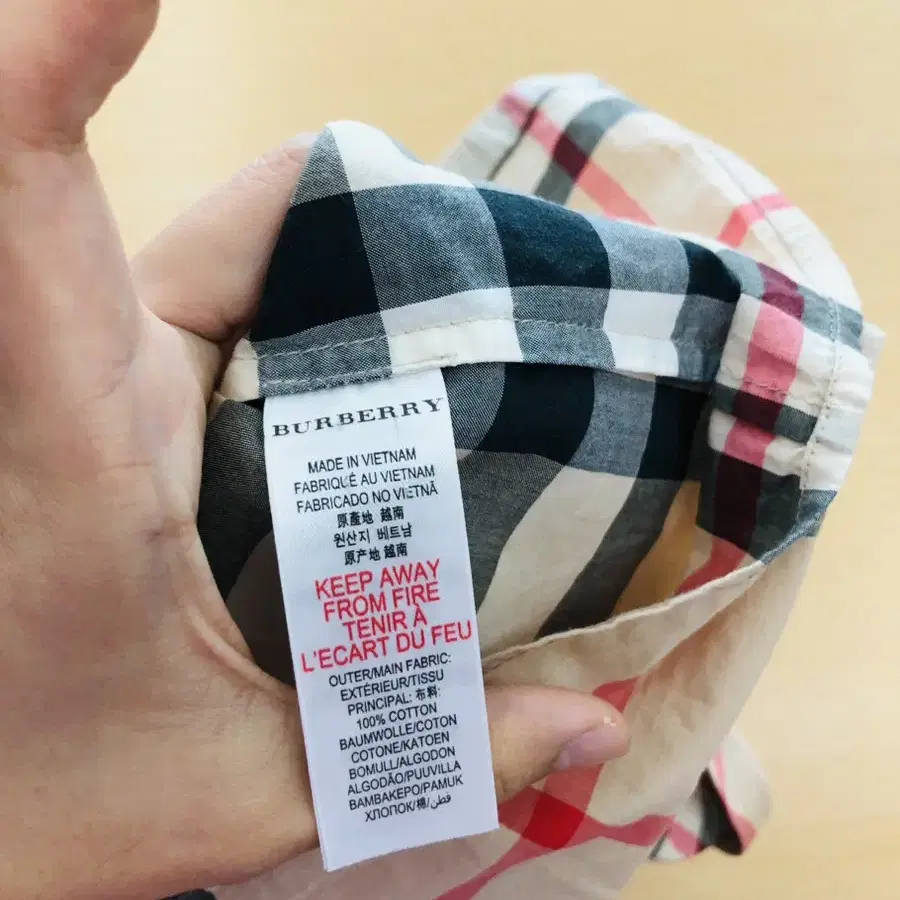 BURBERRY
MADE IN VIETNAM
FABRIQUÉ AU VIETNAM
FABRICADO NO VIETNÃ
原產地 越南
원산지 베트남
原产地 越南
KEEP AWAY
FROM FIRE
TENIR À
L'ECART DU FEU
OUTER/MAIN FABRIC:
EXTÉRIEUR/TISSU
PRINCIPAL: 布料:
100% COTTON
BAUMWOLLE/COTON
COTONE/KATOEN
BOMULL/ALGODON
ALGODÃO/PUUVILLA
BAMBAKEPO/PAMUK
ХЛОПОК/棉/قطن